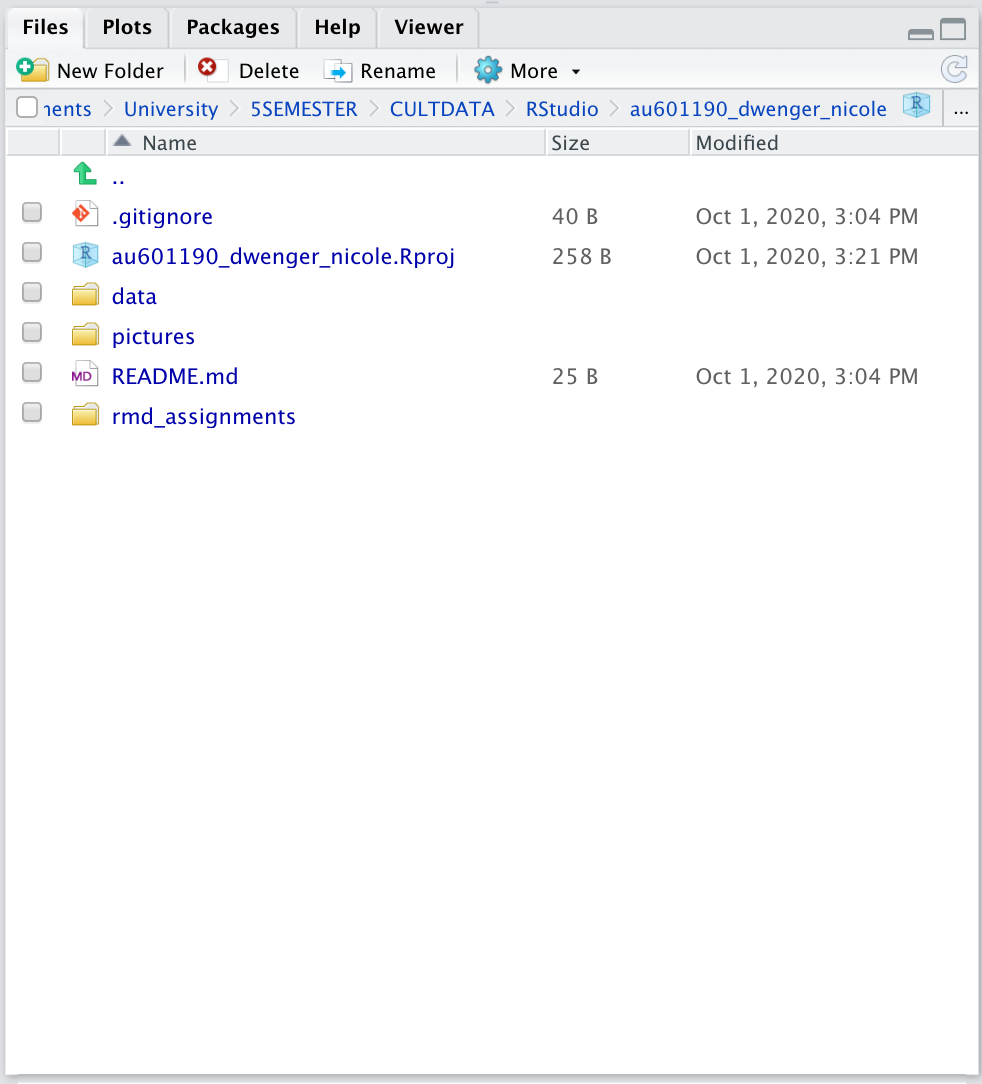 Files Plots Packages Help Viewer
New Folder Delete Rename More
ments University 5SEMESTER CULTDATA RStudio au601190_dwenger_nicole R ...
Name Size Modified
..
.gitignore 40 B Oct 1, 2020, 3:04 PM
R au601190_dwenger_nicole.Rproj 258 B Oct 1, 2020, 3:21 PM
data
pictures
MD README.md 25 B Oct 1, 2020, 3:04 PM
rmd_assignments